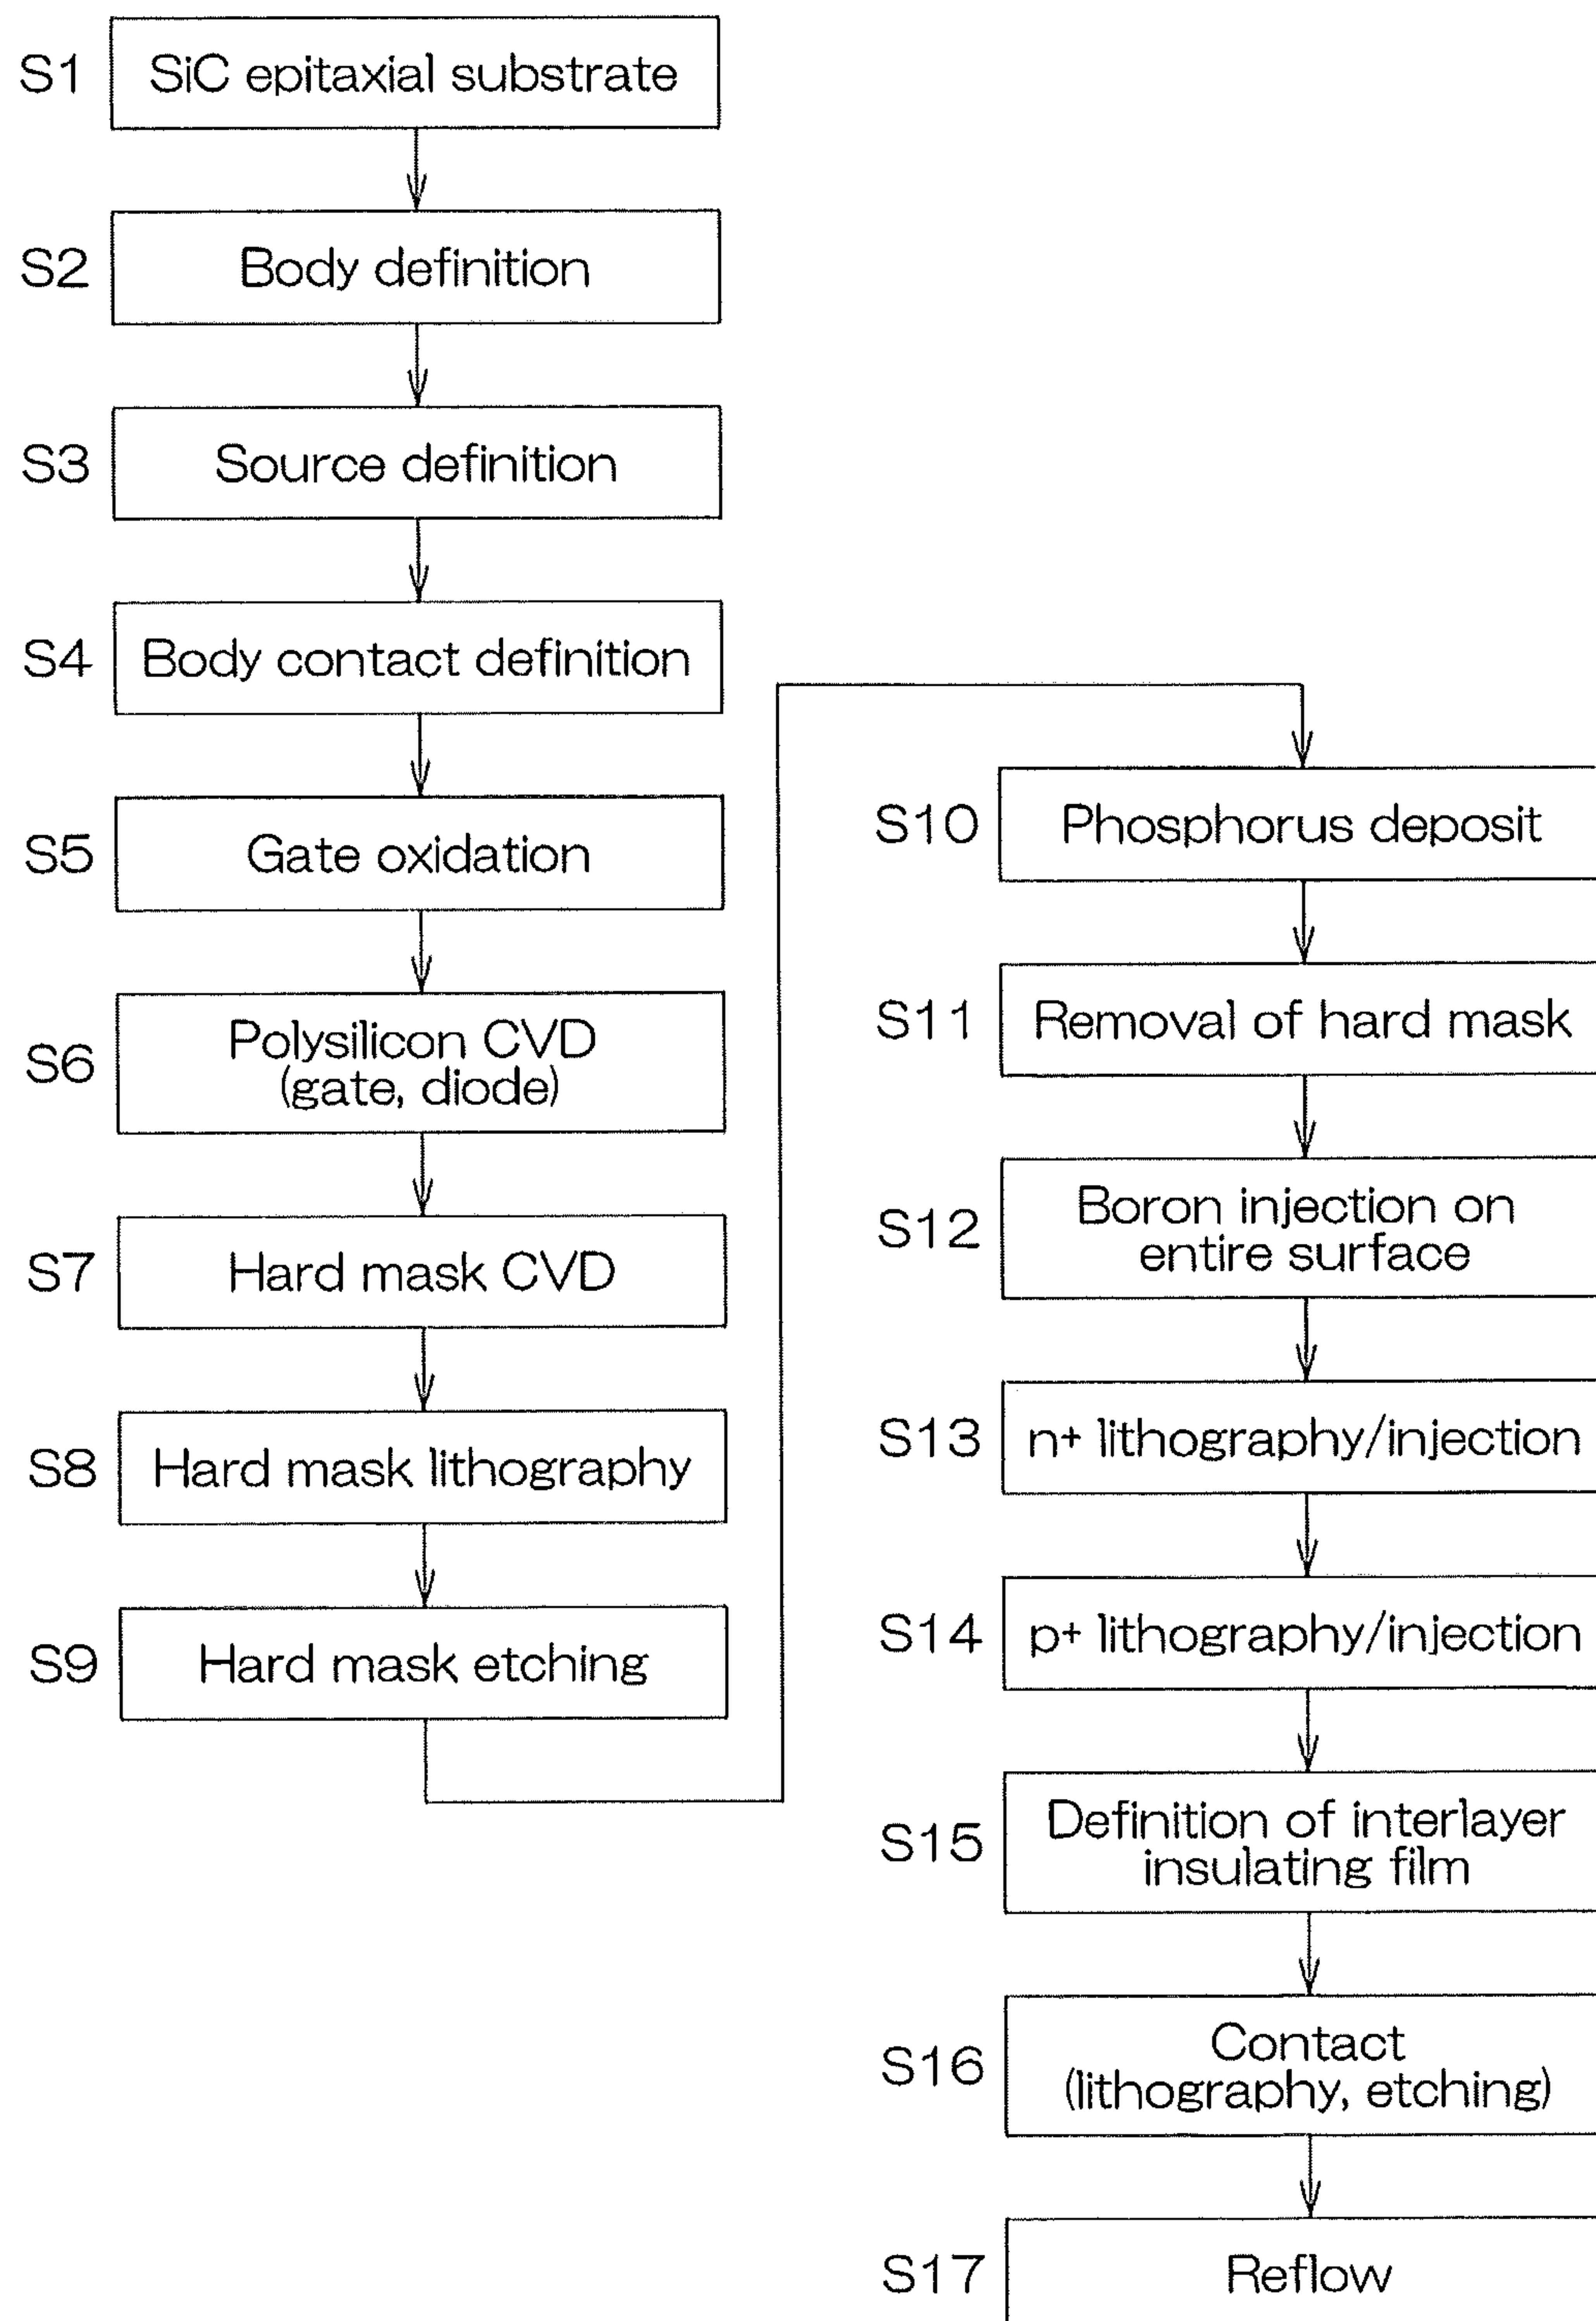 S1 SiC epitaxial substrate
S2 Body definition
S3 Source definition
S4 Body contact definition
S5 Gate oxidation
S6 Polysilicon CVD
(gate, diode)
S7 Hard mask CVD
S8 Hard mask lithography
S9 Hard mask etching
S10 Phosphorus deposit
S11 Removal of hard mask
S12 Boron injection on
entire surface
S13 n+ lithography/injection
S14 p+ lithography/injection
S15 Definition of interlayer
insulating film
S16 Contact
(lithography, etching)
S17 Reflow